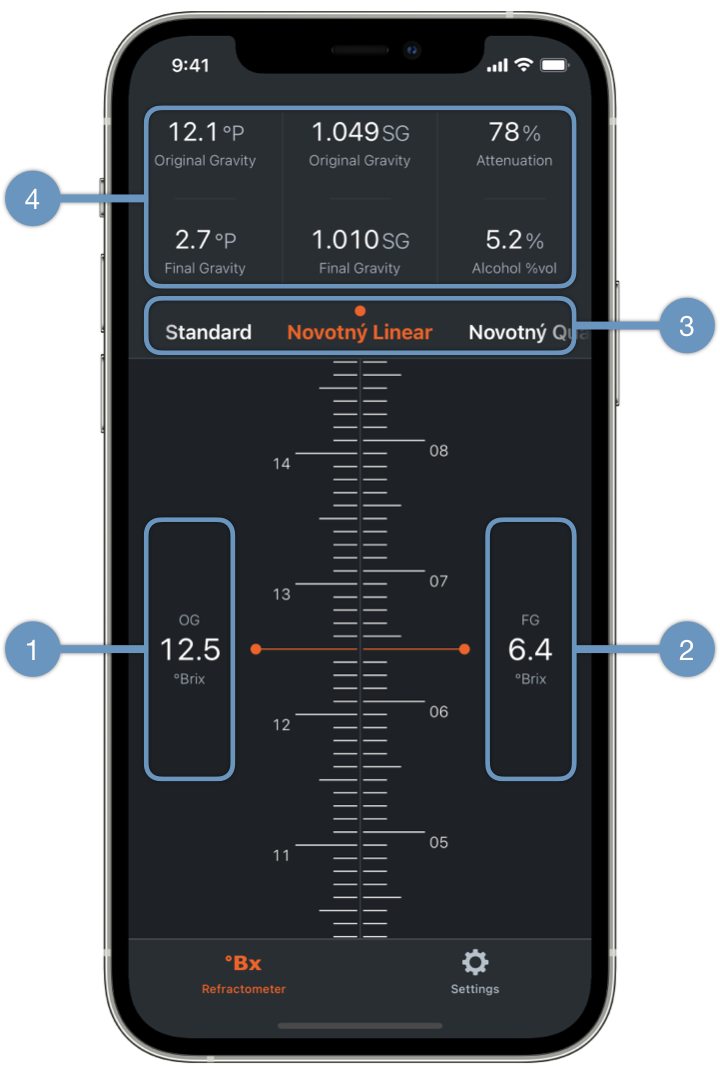 9:41
12.1 °P 1.049 SG 78 %
Original Gravity Original Gravity Attenuation
4
2.7 °P 1.010 SG 5.2 %
Final Gravity Final Gravity Alcohol %vol
Standard Novotný Linear Novotný Qua
3
08
14
07
13
OG
12.5
°Brix
FG
6.4
°Brix
1
2
06
12
05
11
°Bx
Refractometer
Settings